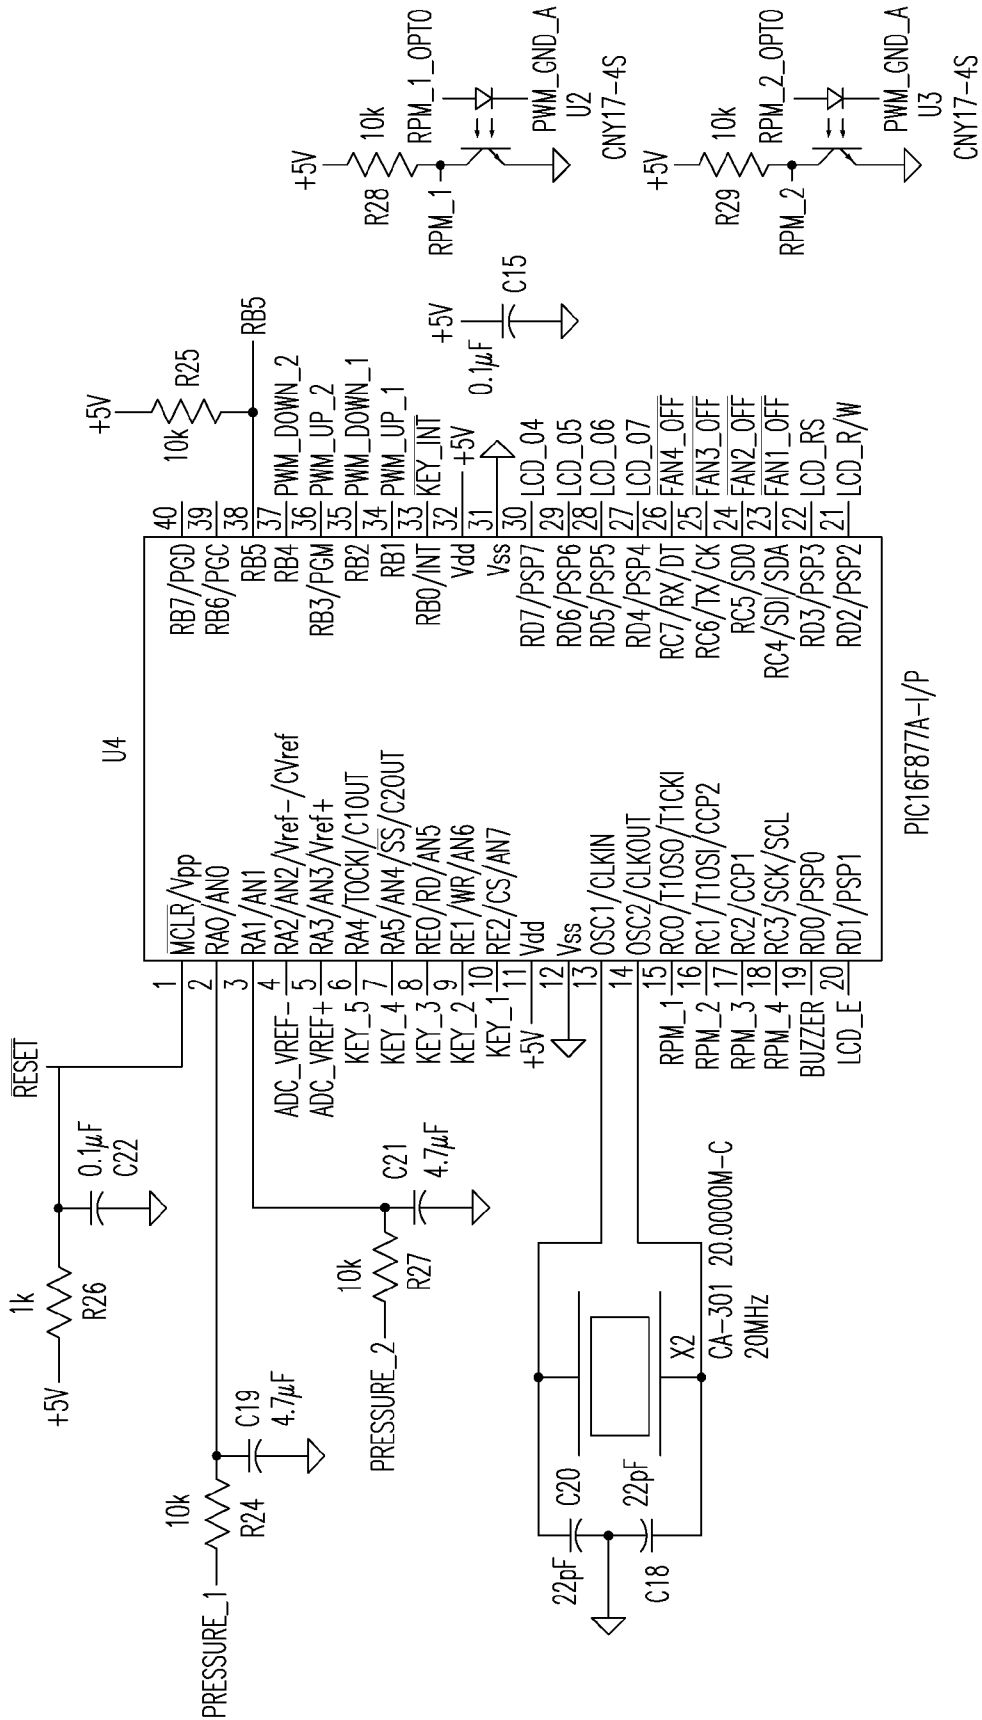 +5V
1k
R26
0.1µF
C22
RESET
PRESSURE_1
10k
R24
C19
4.7µF
PRESSURE_2
10k
R27
C21
4.7µF
22pF
C20
22pF
C18
X2
CA-301 20.0000M-C
20MHz
U4
PIC16F877A-I/P
1 MCLR/Vpp
2 RA0/AN0
3 RA1/AN1
ADC_VREF- 4 RA2/AN2/Vref-/CVref
ADC_VREF+ 5 RA3/AN3/Vref+
KEY_5 6 RA4/TOCKI/C1OUT
KEY_4 7 RA5/AN4/SS/C2OUT
KEY_3 8 RE0/RD/AN5
KEY_2 9 RE1/WR/AN6
KEY_1 10 RE2/CS/AN7
+5V 11 Vdd
12 Vss
13 OSC1/CLKIN
14 OSC2/CLKOUT
RPM_1 15 RC0/T1OSO/T1CKI
RPM_2 16 RC1/T1OSI/CCP2
RPM_3 17 RC2/CCP1
RPM_4 18 RC3/SCK/SCL
BUZZER 19 RD0/PSP0
LCD_E 20 RD1/PSP1
RB7/PGD 40
RB6/PGC 39
RB5 38 RB5
RB4 37 PWM_DOWN_2
RB3/PGM 36 PWM_UP_2
RB2 35 PWM_DOWN_1
RB1 34 PWM_UP_1
RB0/INT 33 KEY_INT
Vdd 32 +5V
Vss 31
RD7/PSP7 30 LCD_04
RD6/PSP6 29 LCD_05
RD5/PSP5 28 LCD_06
RD4/PSP4 27 LCD_07
RC7/RX/DT 26 FAN4_OFF
RC6/TX/CK 25 FAN3_OFF
RC5/SDO 24 FAN2_OFF
RC4/SDI/SDA 23 FAN1_OFF
RD3/PSP3 22 LCD_RS
RD2/PSP2 21 LCD_R/W
+5V
10k
R25
+5V
0.1µF
C15
+5V
10k
R28
RPM_1
RPM_1_OPTO
PWM_GND_A
U2
CNY17-4S
+5V
10k
R29
RPM_2
RPM_2_OPTO
PWM_GND_A
U3
CNY17-4S